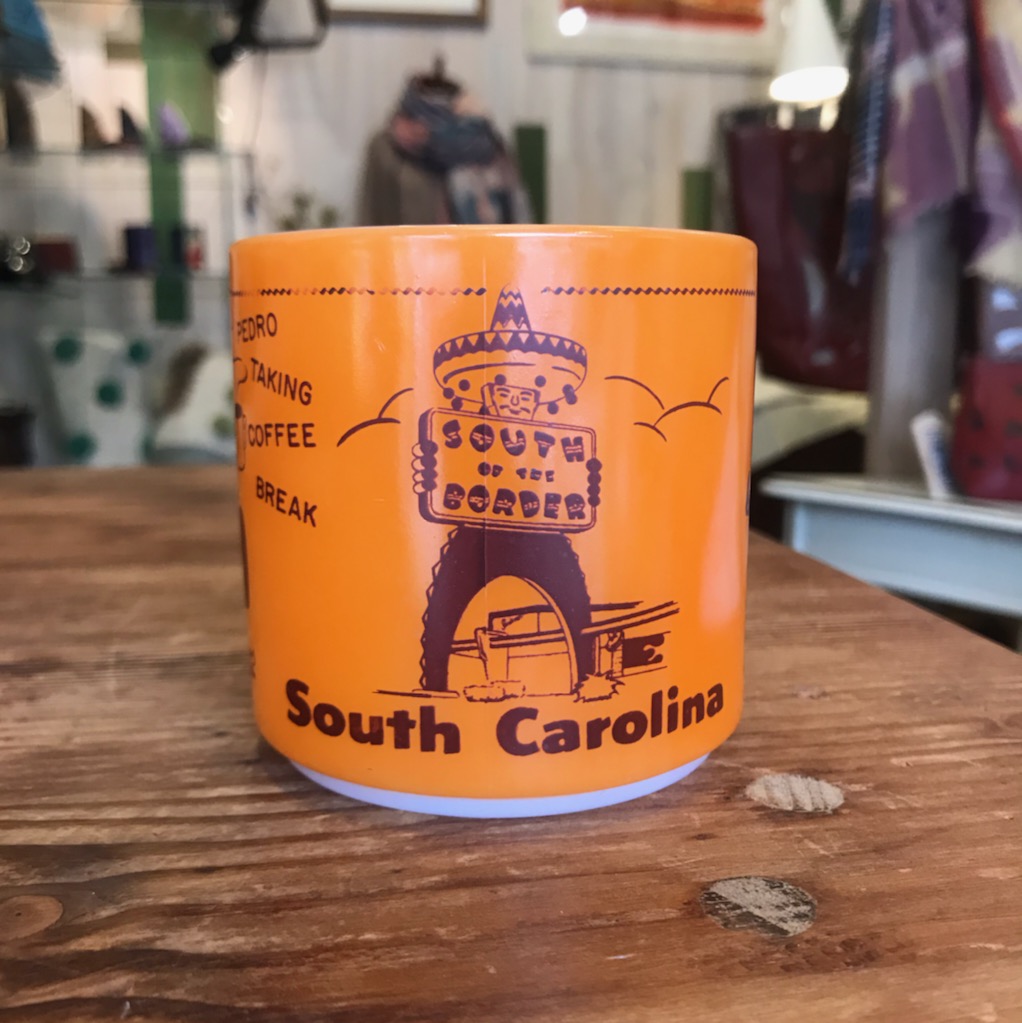 PEDRO
TAKING
COFFEE
BREAK
SOUTH
OF THE
BORDER
South Carolina